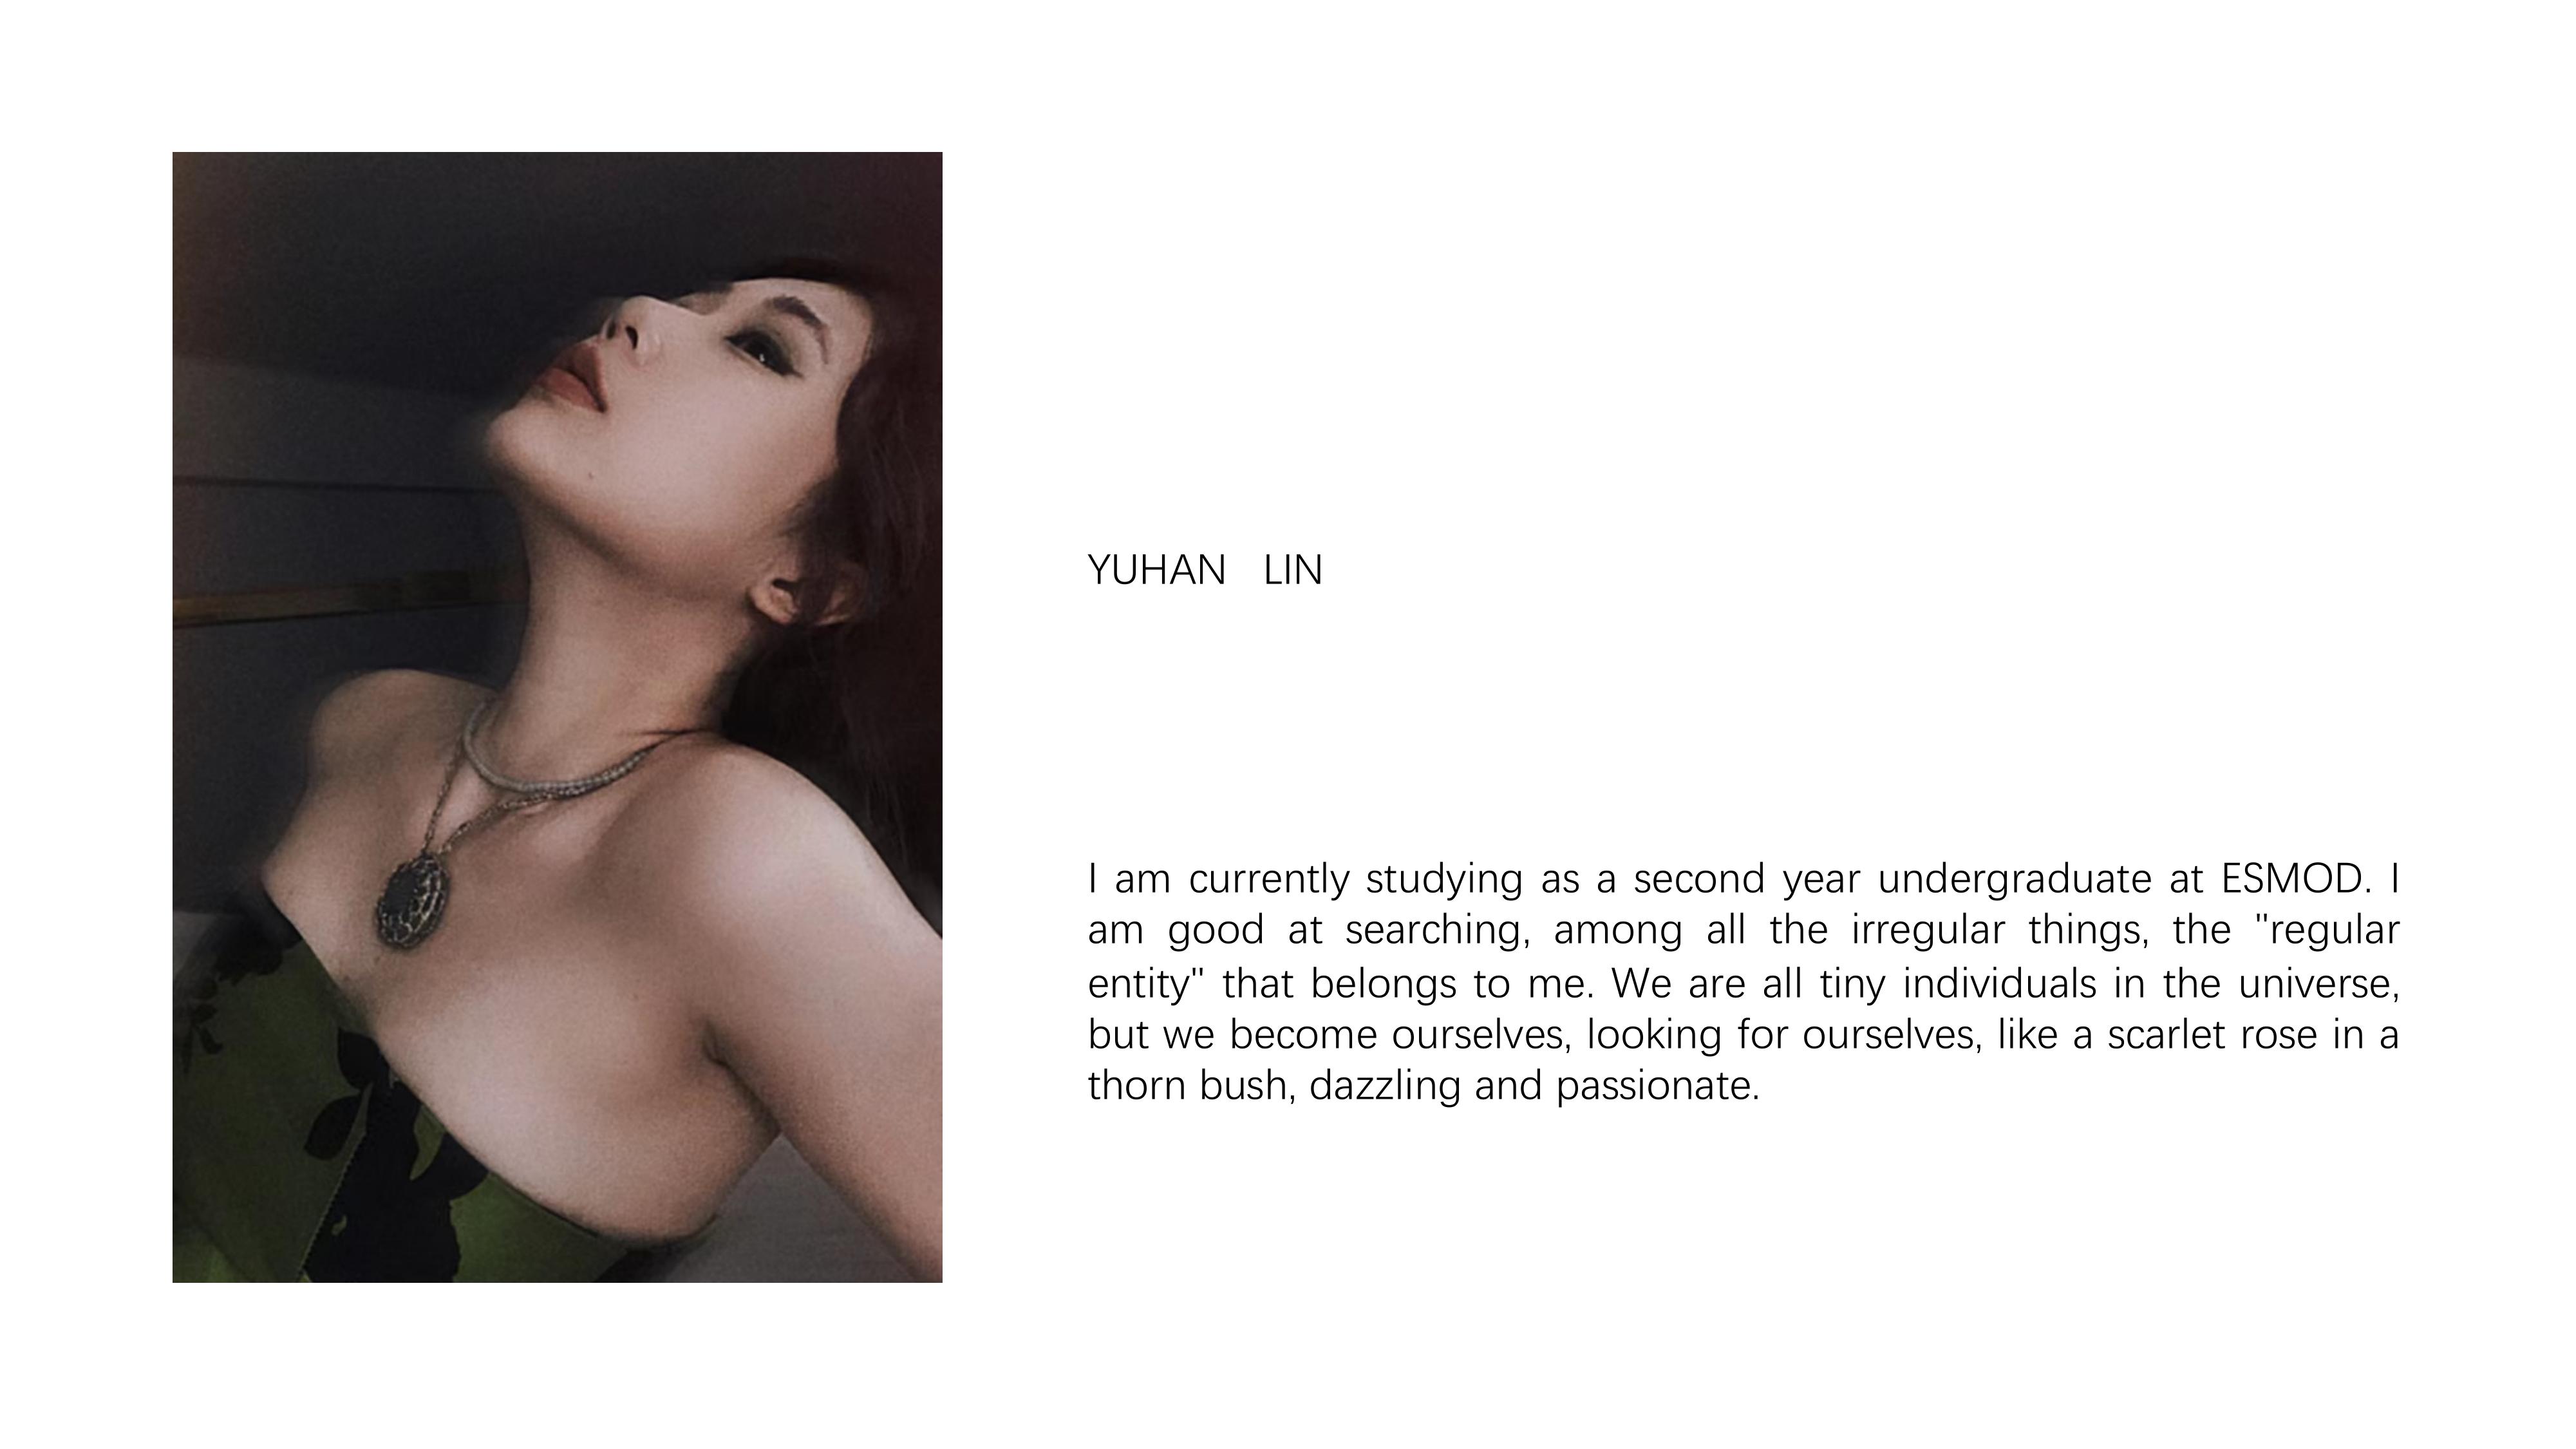 YUHAN LIN
I am currently studying as a second year undergraduate at ESMOD. I
am good at searching, among all the irregular things, the "regular
entity" that belongs to me. We are all tiny individuals in the universe,
but we become ourselves, looking for ourselves, like a scarlet rose in a
thorn bush, dazzling and passionate.